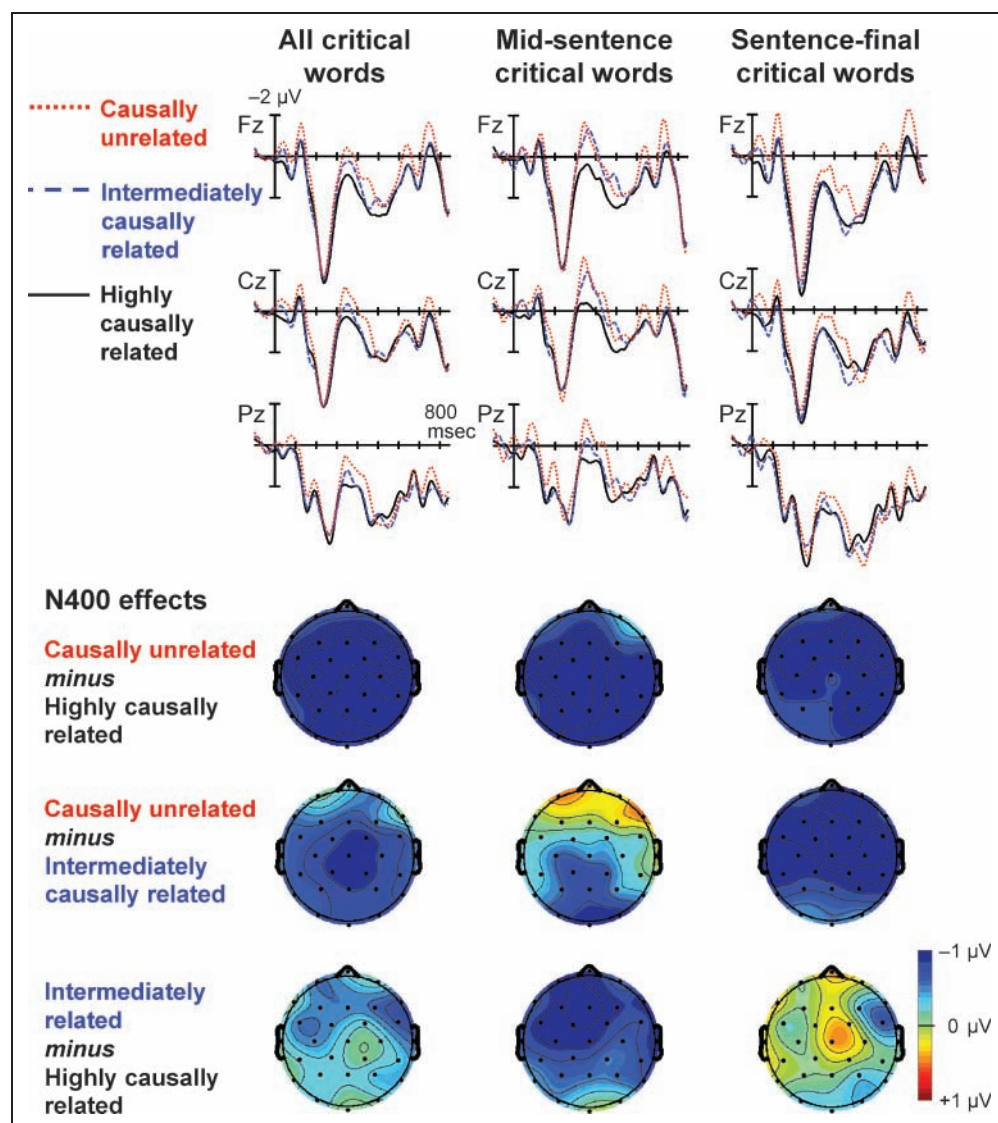 All critical words
Mid-sentence critical words
Sentence-final critical words
Causally unrelated
Intermediately causally related
Highly causally related
–2 μV
Fz
Fz
Fz
Cz
Cz
Cz
Pz
800 msec
Pz
Pz
N400 effects
Causally unrelated
minus
Highly causally
related
Causally unrelated
minus
Intermediately
causally related
Intermediately
related
minus
Highly causally
related
–1 μV
0 μV
+1 μV